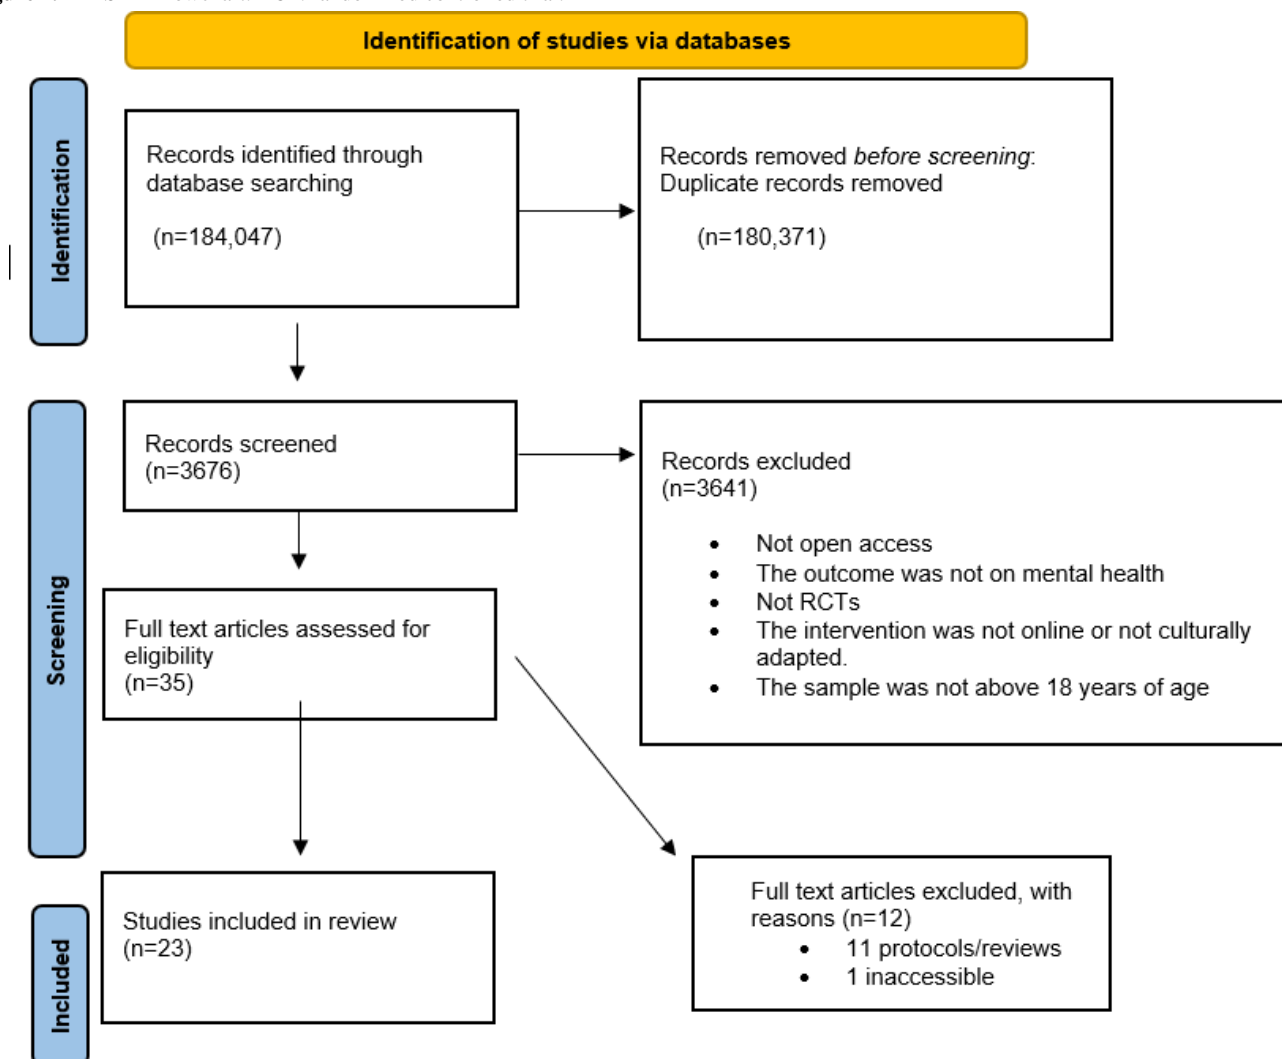 Identification of studies via databases
Identification
Records identified through
database searching
(n=184,047)
Records removed before screening:
Duplicate records removed
(n=180,371)
Screening
Records screened
(n=3676)
Records excluded
(n=3641)
• Not open access
• The outcome was not on mental health
• Not RCTs
• The intervention was not online or not culturally
adapted.
• The sample was not above 18 years of age
Full text articles assessed for
eligibility
(n=35)
Full text articles excluded, with
reasons (n=12)
• 11 protocols/reviews
• 1 inaccessible
Included
Studies included in review
(n=23)